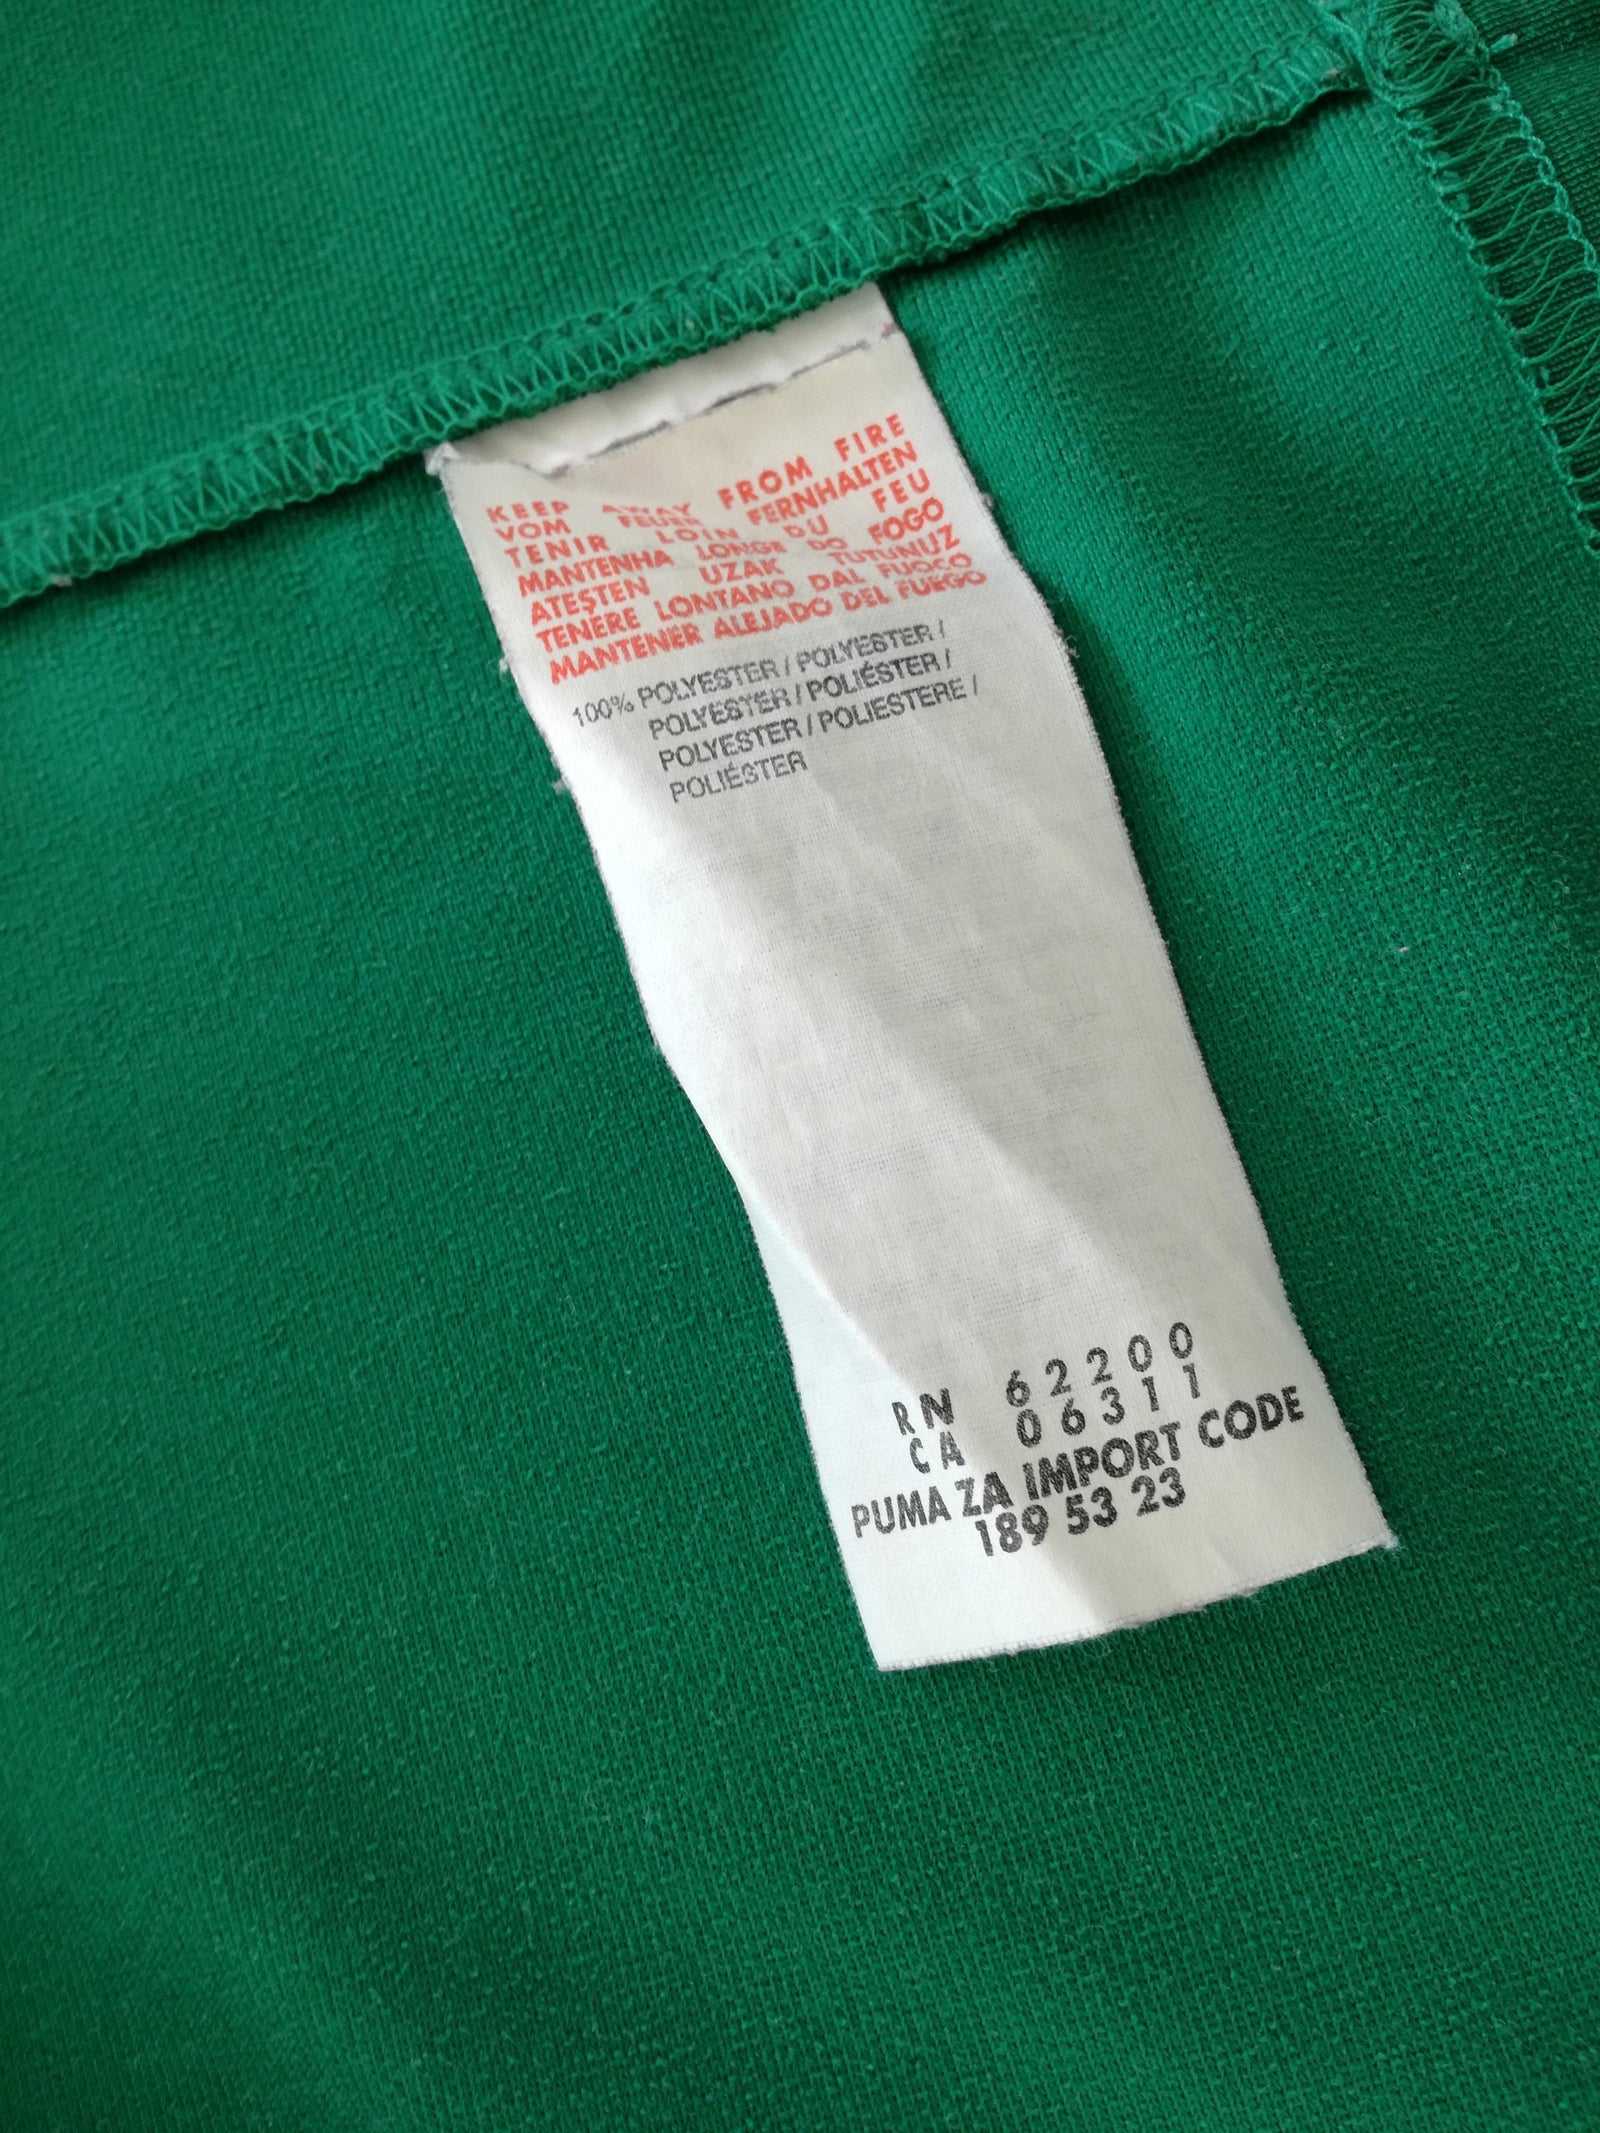 KEEP AWAY FROM FIRE
VOM FEUER FERNHALTEN
TENIR LOIN DU FEU
MANTENHA LONGE DO FOGO
ATEŞTEN UZAK TUTUNUZ
TENERE LONTANO DAL FUOCO
MANTENER ALEJADO DEL FUEGO
100% POLYESTER / POLYESTER /
POLYESTER / POLIÉSTER /
POLYESTER / POLIESTERE /
POLIÉSTER
RN 62200
CA 06311
PUMA ZA IMPORT CODE
189 53 23